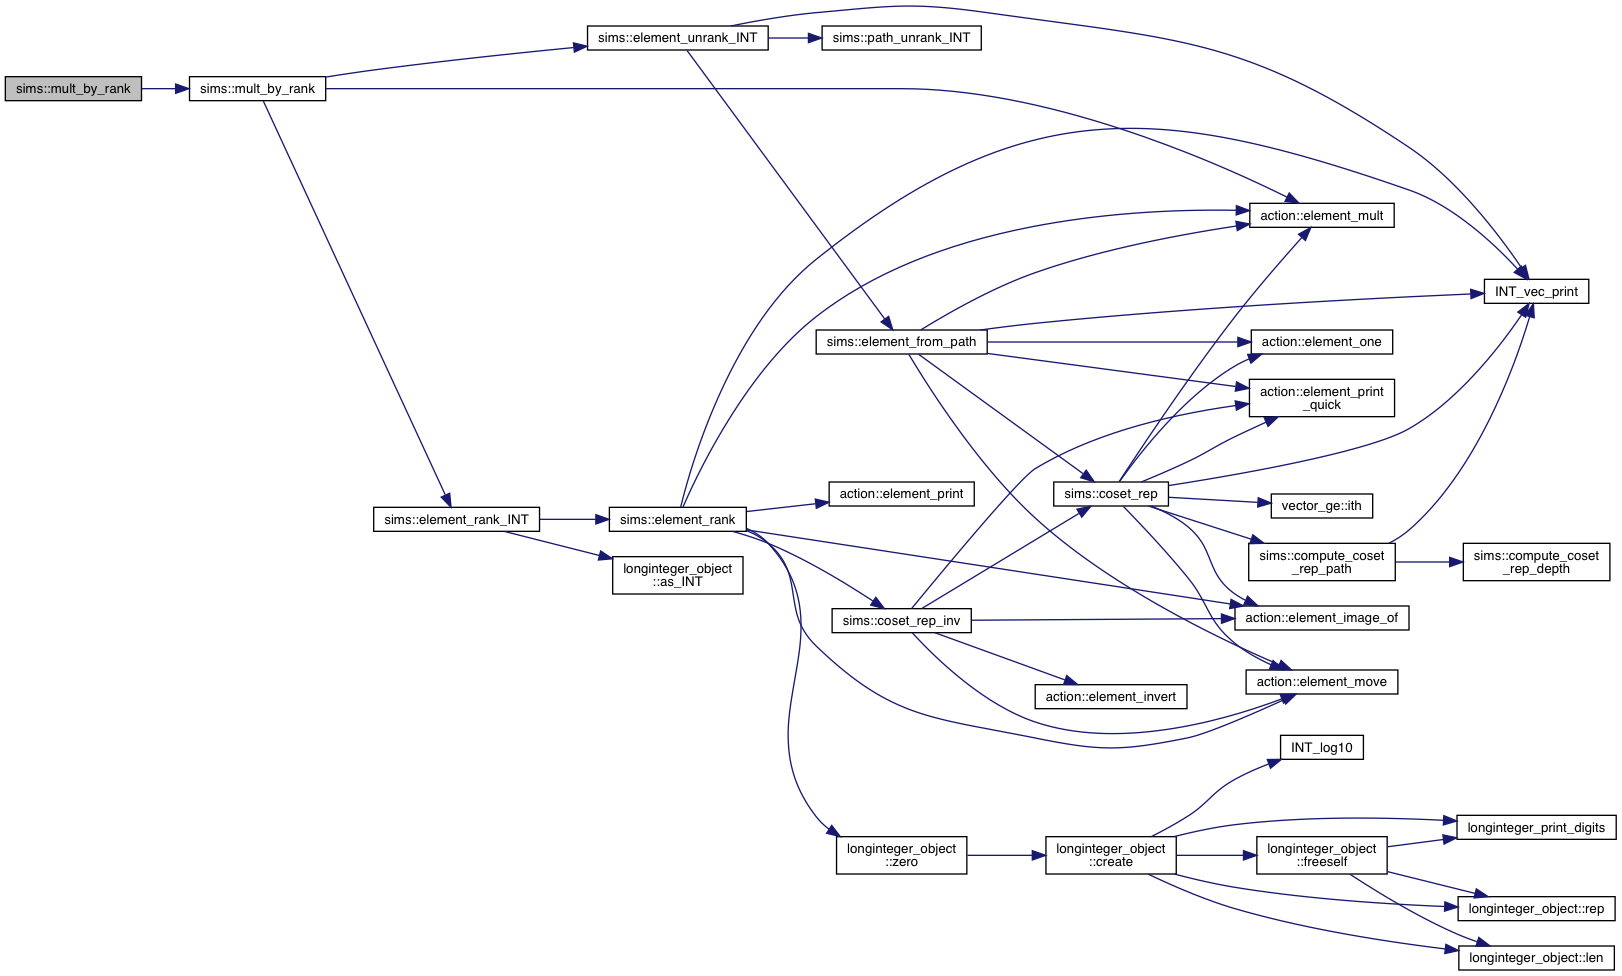 sims::mult_by_rank
sims::mult_by_rank
sims::element_unrank_INT
sims::path_unrank_INT
action::element_mult
INT_vec_print
sims::element_from_path
action::element_one
action::element_print
_quick
sims::element_rank_INT
sims::element_rank
action::element_print
sims::coset_rep
vector_ge::ith
longinteger_object
::as_INT
sims::compute_coset
_rep_path
sims::compute_coset
_rep_depth
sims::coset_rep_inv
action::element_image_of
action::element_invert
action::element_move
INT_log10
longinteger_object
::zero
longinteger_object
::create
longinteger_object
::freeself
longinteger_print_digits
longinteger_object::rep
longinteger_object::len